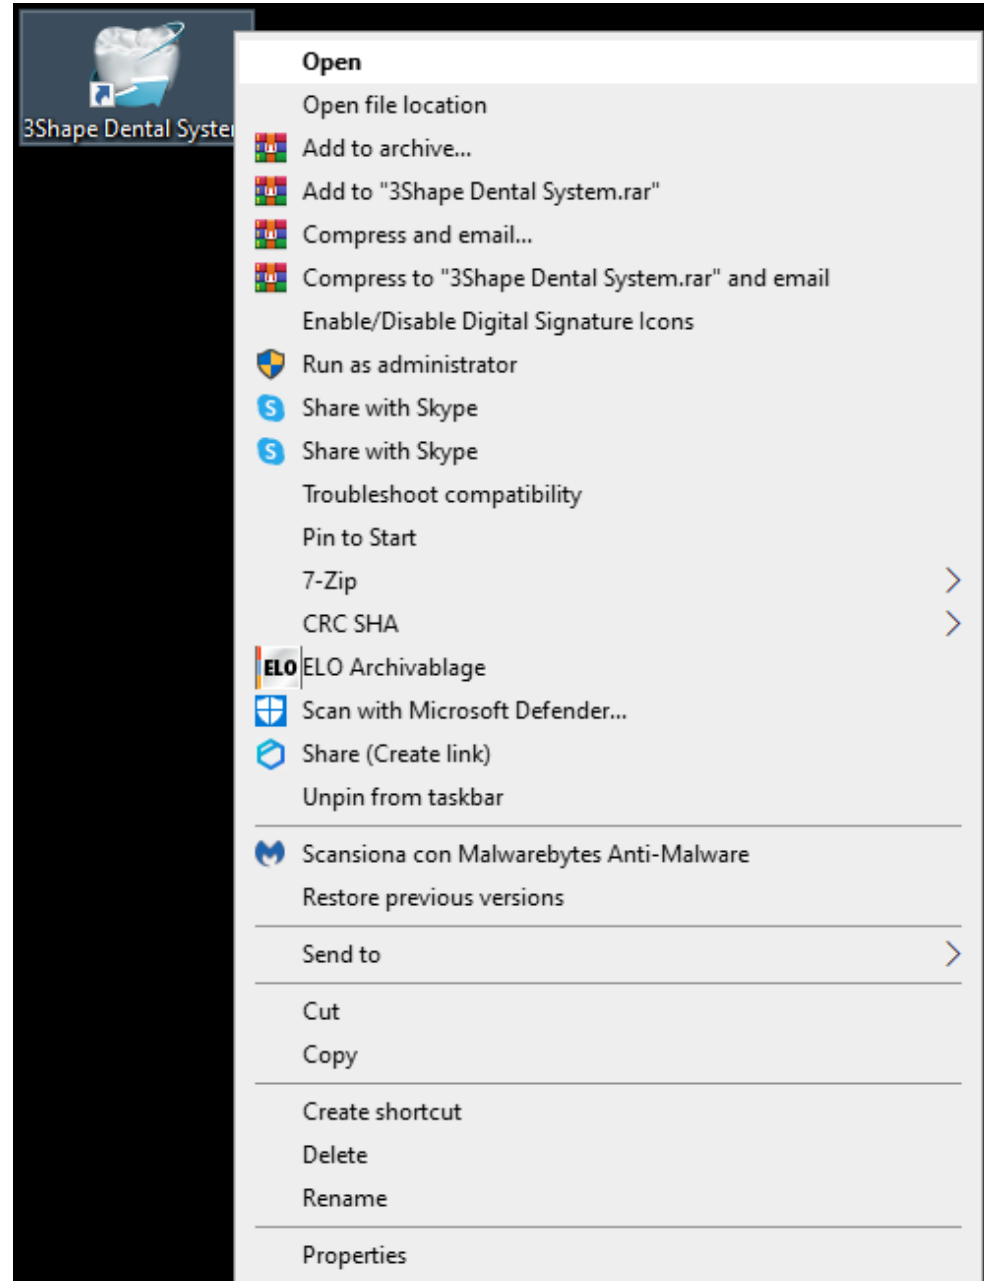 3Shape Dental System
Open
Open file location
Add to archive...
Add to "3Shape Dental System.rar"
Compress and email...
Compress to "3Shape Dental System.rar" and email
Enable/Disable Digital Signature Icons
Run as administrator
S Share with Skype
S Share with Skype
Troubleshoot compatibility
Pin to Start
7-Zip
CRC SHA
ELO ELO Archivablage
Scan with Microsoft Defender...
Share (Create link)
Unpin from taskbar
Scansiona con Malwarebytes Anti-Malware
Restore previous versions
Send to
Cut
Copy
Create shortcut
Delete
Rename
Properties